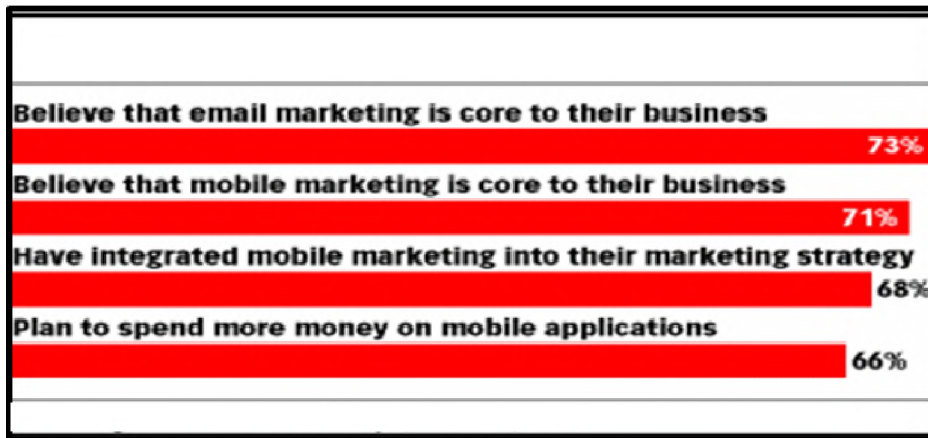 Believe that email marketing is core to their business
73%
Believe that mobile marketing is core to their business
71%
Have integrated mobile marketing into their marketing strategy
68%
Plan to spend more money on mobile applications
66%